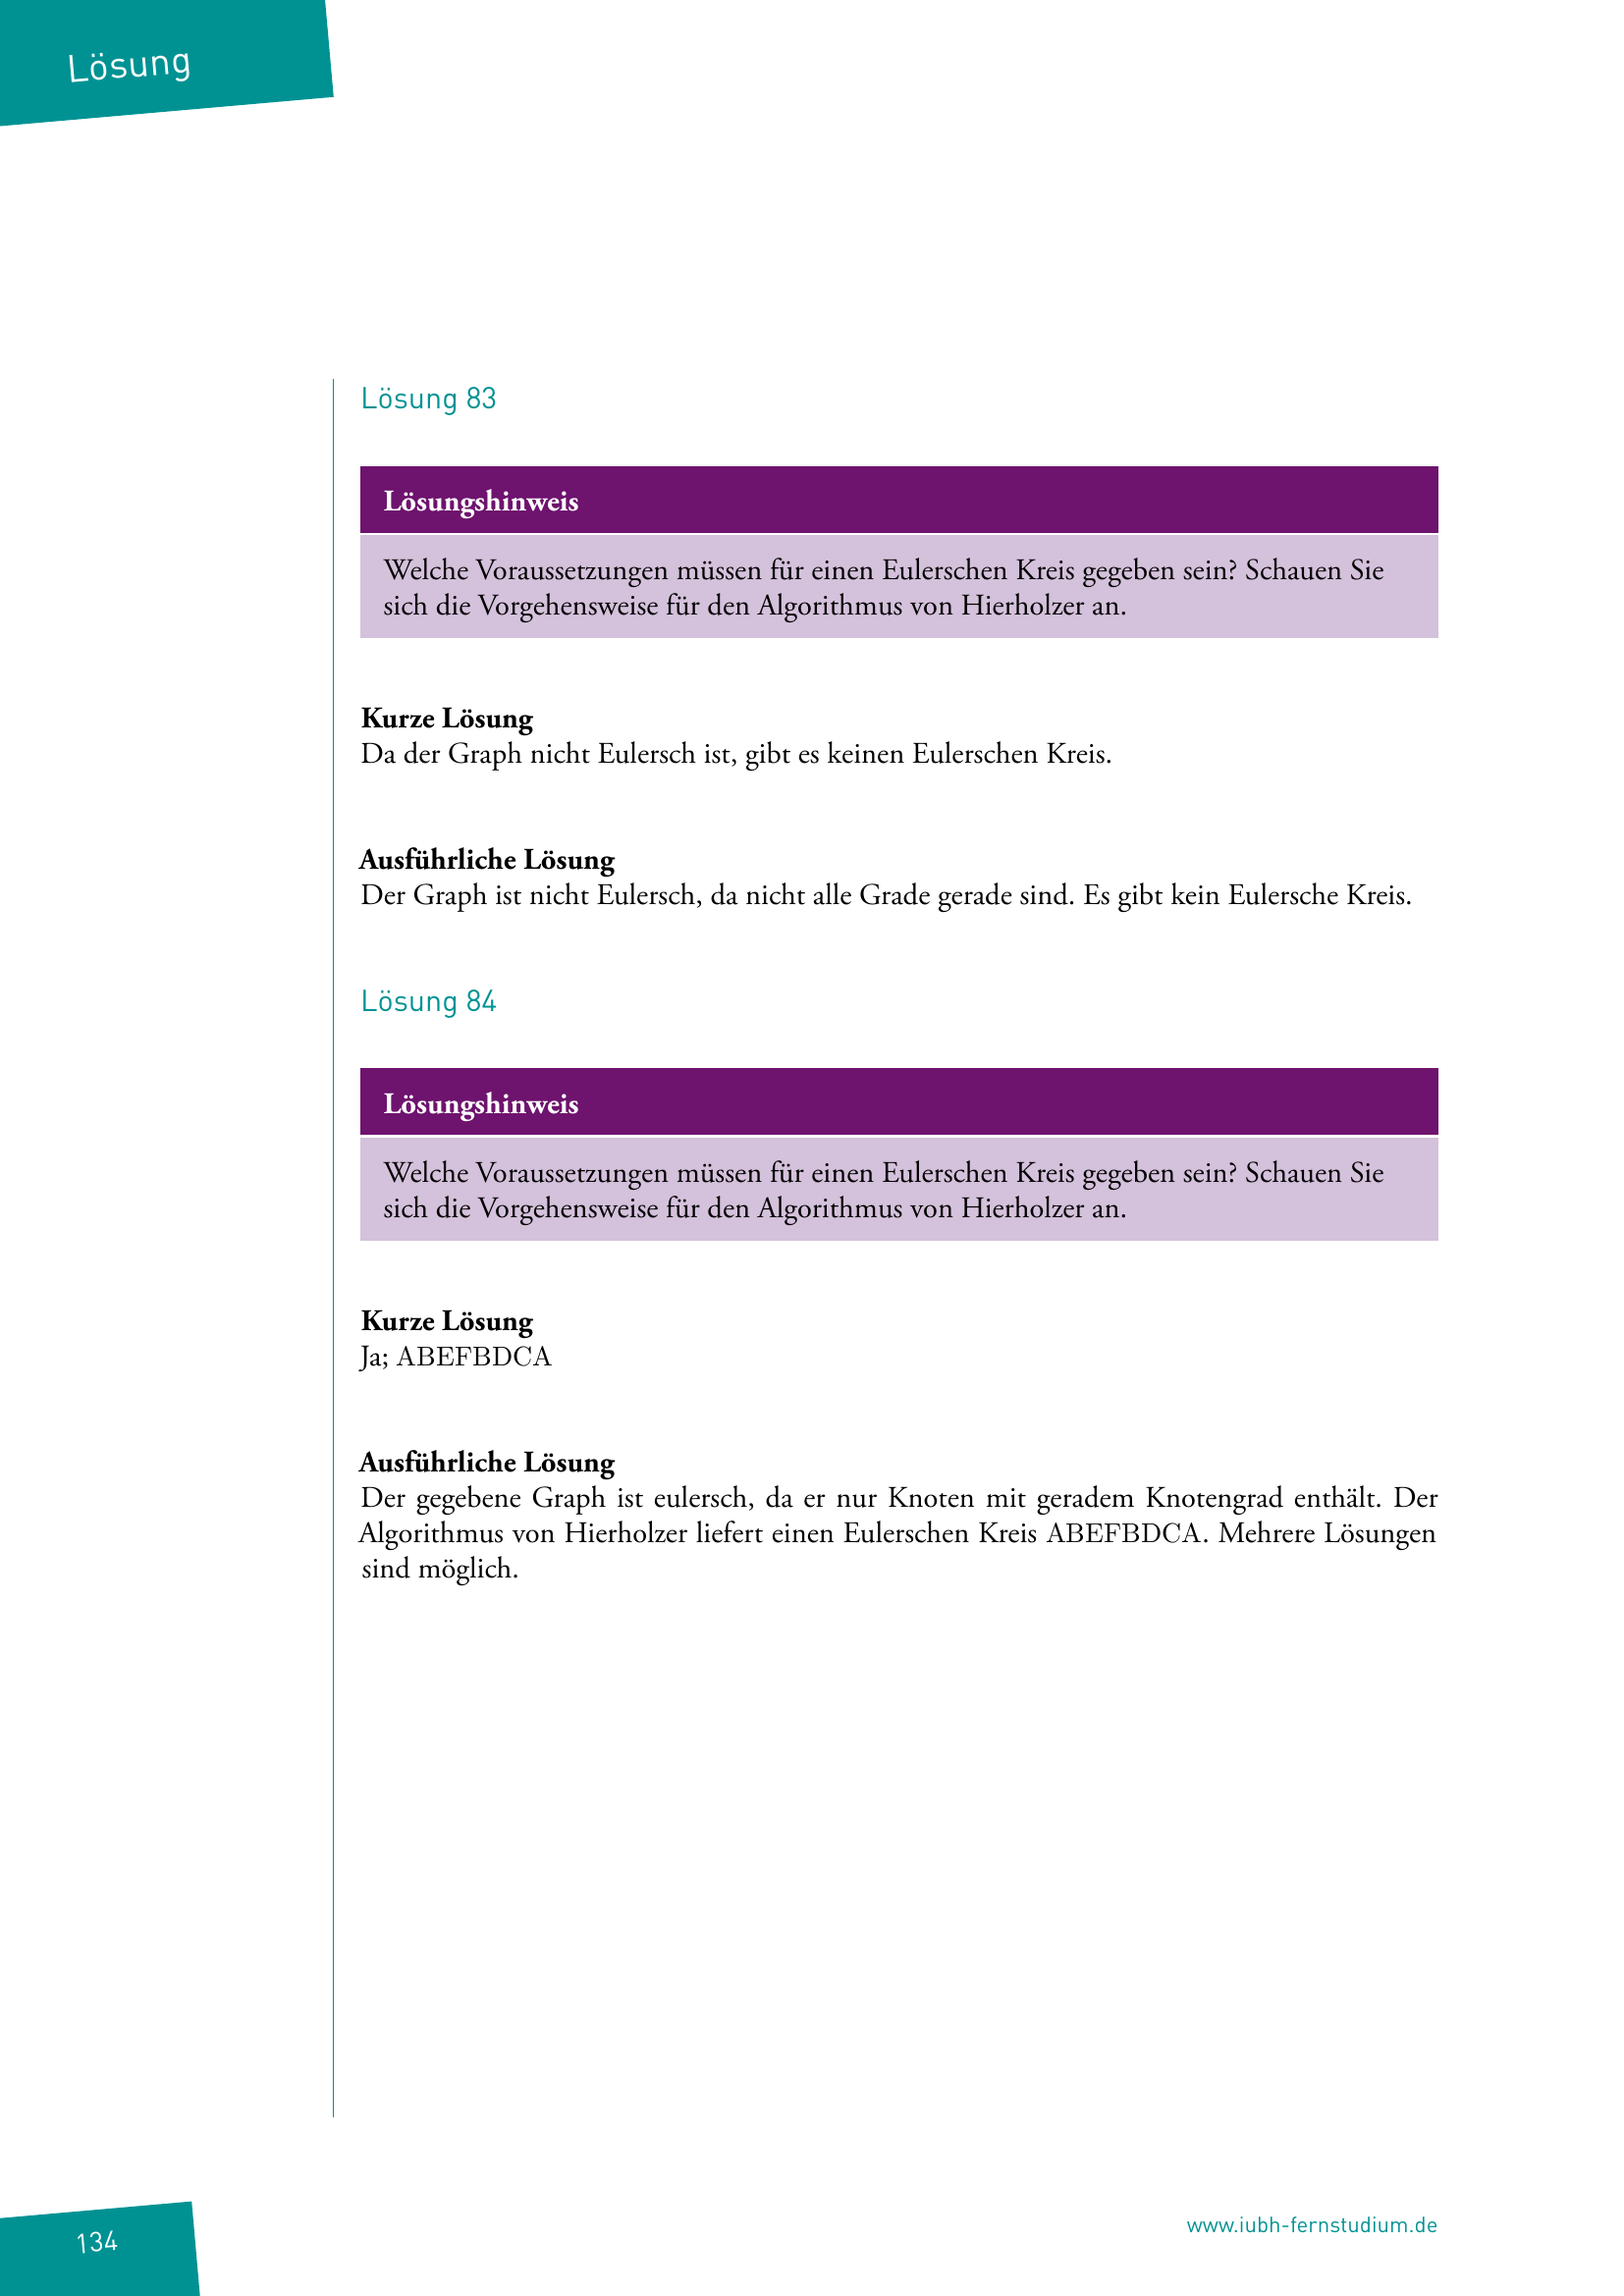 Lösung
Lösung 83
Lösungshinweis
Welche Voraussetzungen müssen für einen Eulerschen Kreis gegeben sein? Schauen Sie
sich die Vorgehensweise für den Algorithmus von Hierholzer an.
Kurze Lösung
Da der Graph nicht Eulersch ist, gibt es keinen Eulerschen Kreis.
Ausführliche Lösung
Der Graph ist nicht Eulersch, da nicht alle Grade gerade sind. Es gibt kein Eulersche Kreis.
Lösung 84
Lösungshinweis
Welche Voraussetzungen müssen für einen Eulerschen Kreis gegeben sein? Schauen Sie
sich die Vorgehensweise für den Algorithmus von Hierholzer an.
Kurze Lösung
Ja; ABEFBDCA
Ausführliche Lösung
Der gegebene Graph ist eulersch, da er nur Knoten mit geradem Knotengrad enthält. Der
Algorithmus von Hierholzer liefert einen Eulerschen Kreis ABEFBDCA. Mehrere Lösungen
sind möglich.
134
www.iubh-fernstudium.de